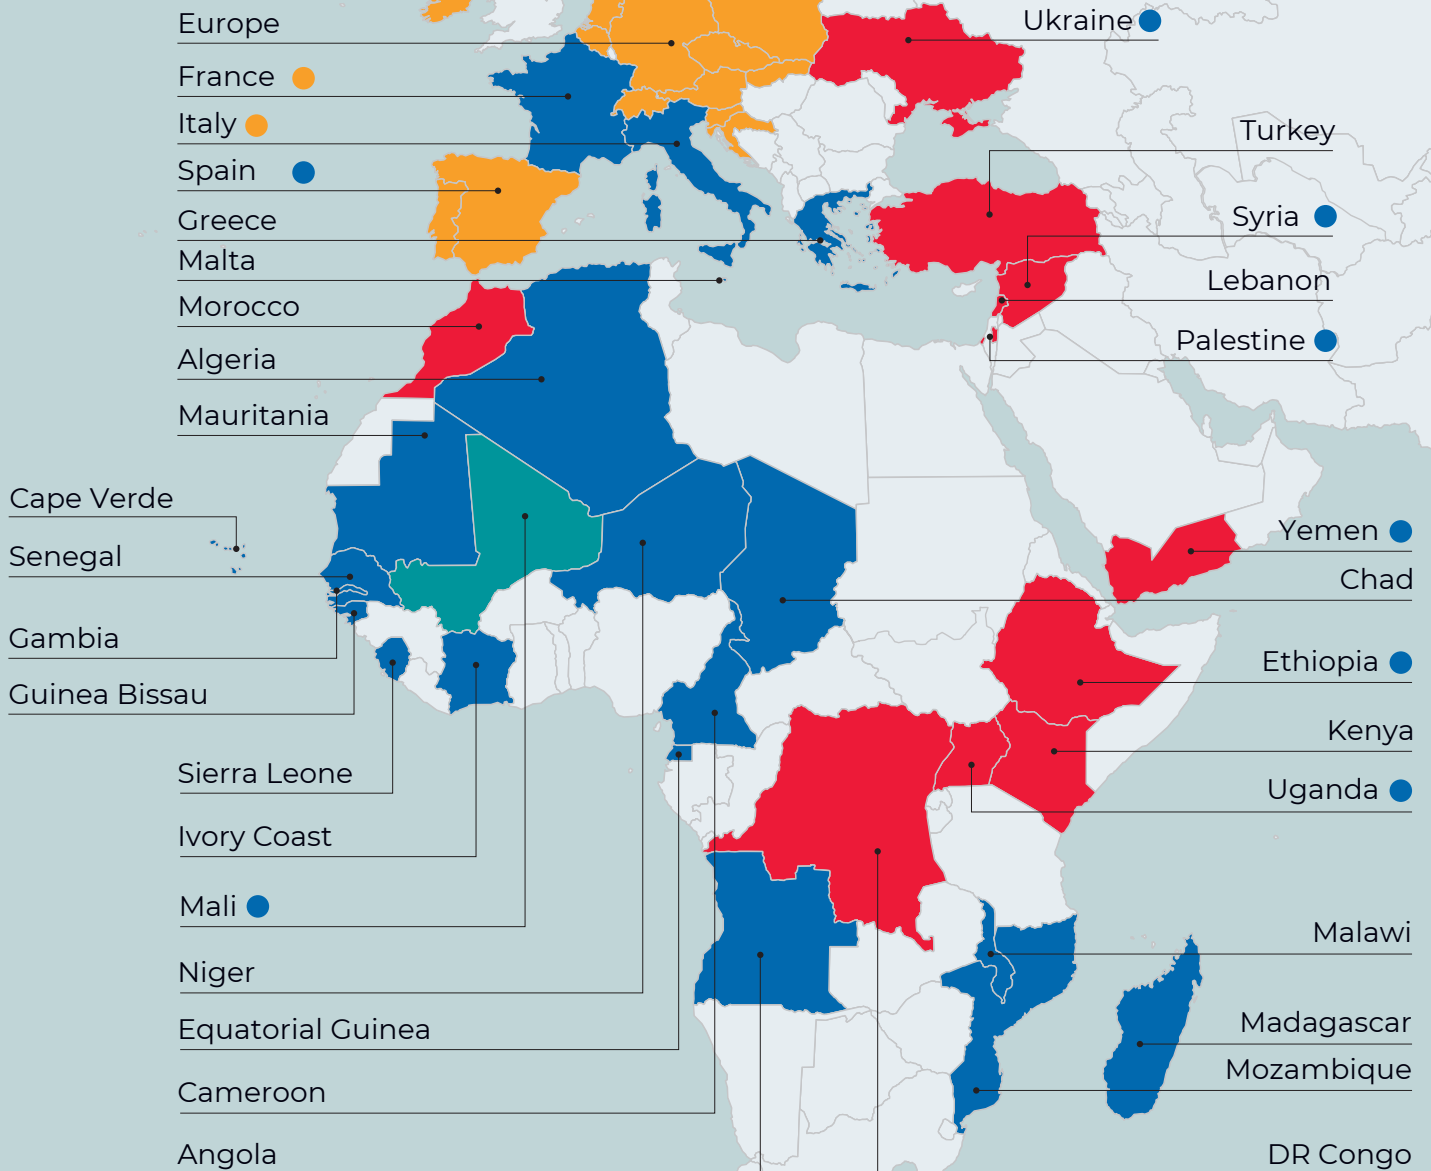 Europe
France
Italy
Spain
Greece
Malta
Morocco
Algeria
Mauritania
Cape Verde
Senegal
Gambia
Guinea Bissau
Sierra Leone
Ivory Coast
Mali
Niger
Equatorial Guinea
Cameroon
Angola
Ukraine
Turkey
Syria
Lebanon
Palestine
Yemen
Chad
Ethiopia
Kenya
Uganda
Malawi
Madagascar
Mozambique
DR Congo